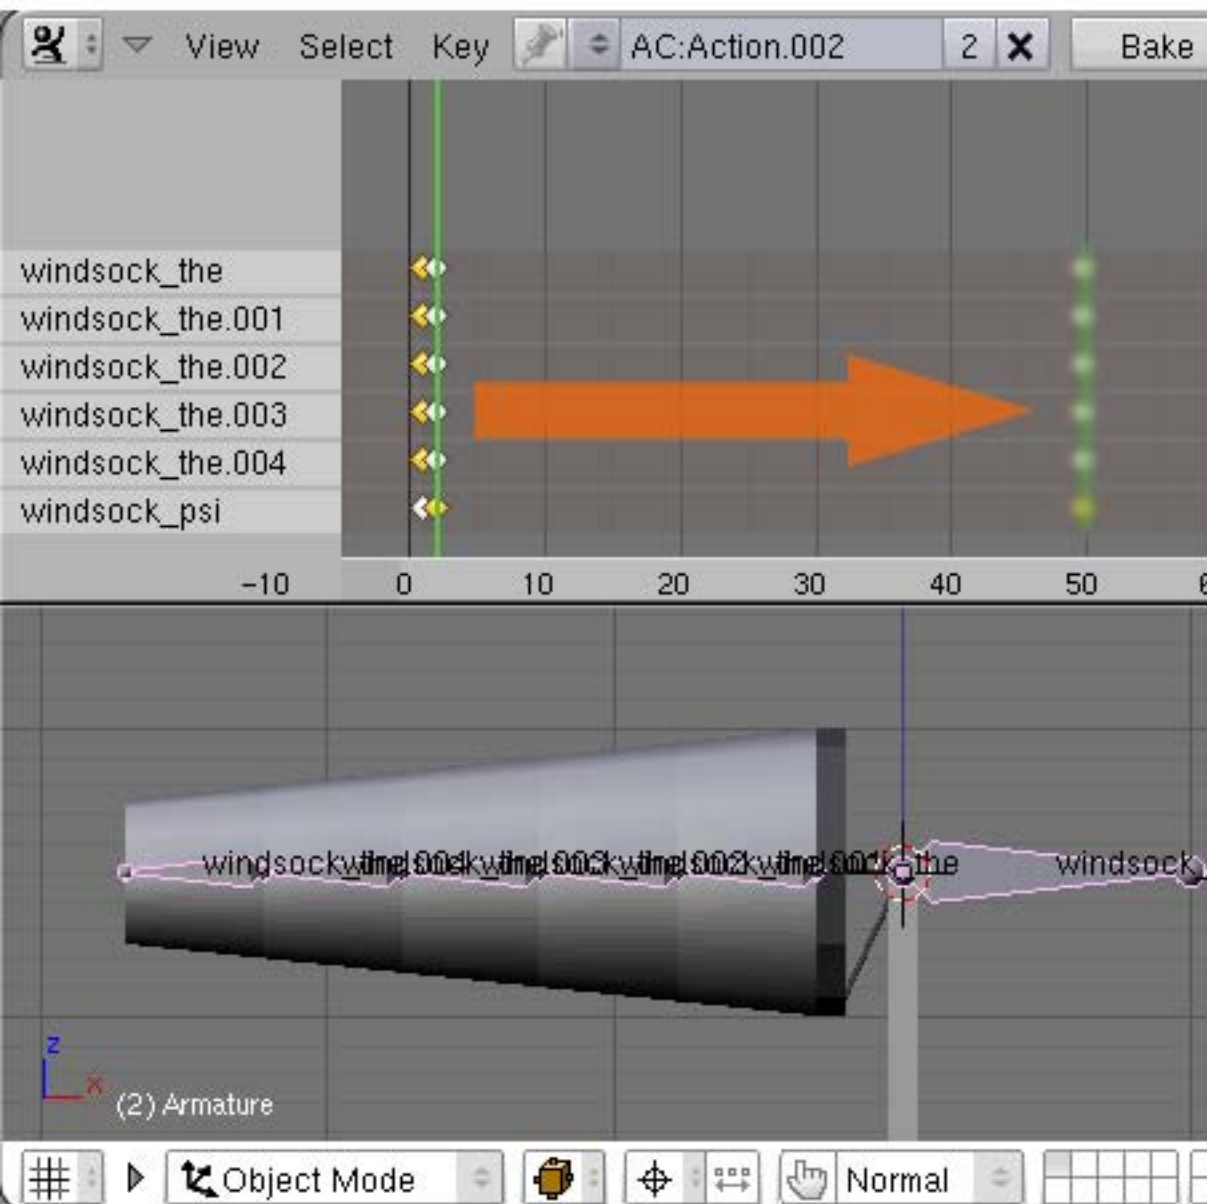 View Select Key AC:Action.002 2 Bake
windsock_the
windsock_the.001
windsock_the.002
windsock_the.003
windsock_the.004
windsock_psi
-10 0 10 20 30 40 50
windsock windsock
z
x
(2) Armature
Object Mode Normal